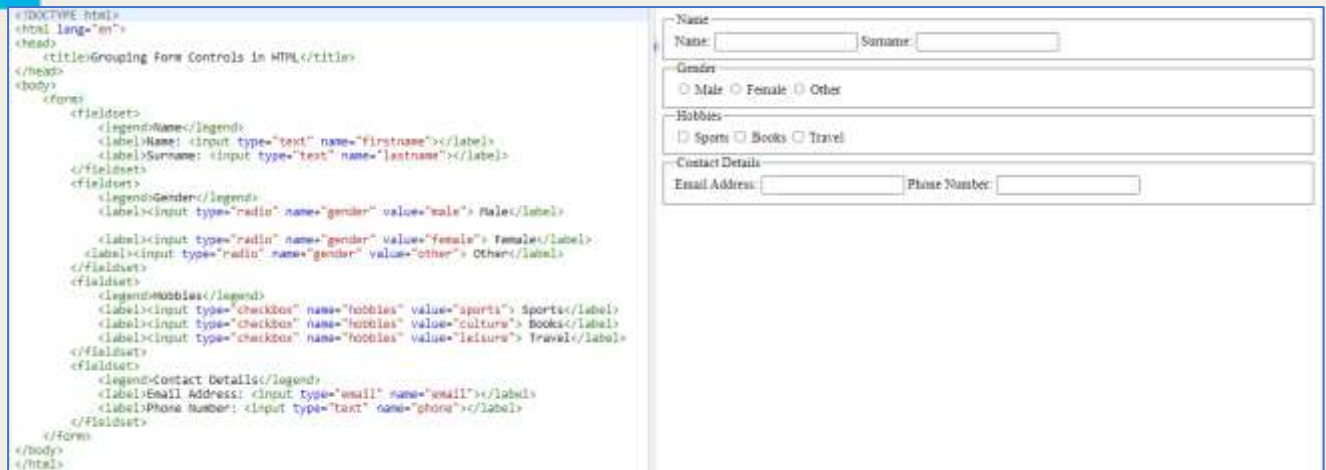 <!DOCTYPE html>
<html lang="en">
<head>
<title>Grouping Form Controls in HTML</title>
</head>
<body>
<form>
<fieldset>
<legend>Name</legend>
<label>Name: <input type="text" name="firstname"></label>
<label>Surname: <input type="text" name="lastname"></label>
</fieldset>
<fieldset>
<legend>Gender</legend>
<label><input type="radio" name="gender" value="male"> Male</label>
<label><input type="radio" name="gender" value="female"> Female</label>
<label><input type="radio" name="gender" value="other"> Other</label>
</fieldset>
<fieldset>
<legend>Hobbies</legend>
<label><input type="checkbox" name="hobbies" value="sports"> Sports</label>
<label><input type="checkbox" name="hobbies" value="culture"> Books</label>
<label><input type="checkbox" name="hobbies" value="leisure"> Travel</label>
</fieldset>
<fieldset>
<legend>Contact Details</legend>
<label>Email Address: <input type="email" name="email"></label>
<label>Phone Number: <input type="text" name="phone"></label>
</fieldset>
</form>
</body>
</html>
Name
Name: Surname:
Gender
Male Female Other
Hobbies
Sports Books Travel
Contact Details
Email Address: Phone Number: